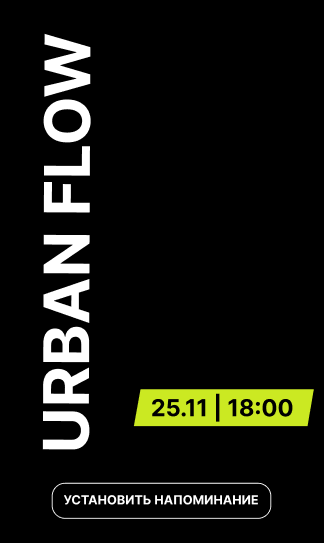 URBAN FLOW
25.11 | 18:00
УСТАНОВИТЬ НАПОМИНАНИЕ